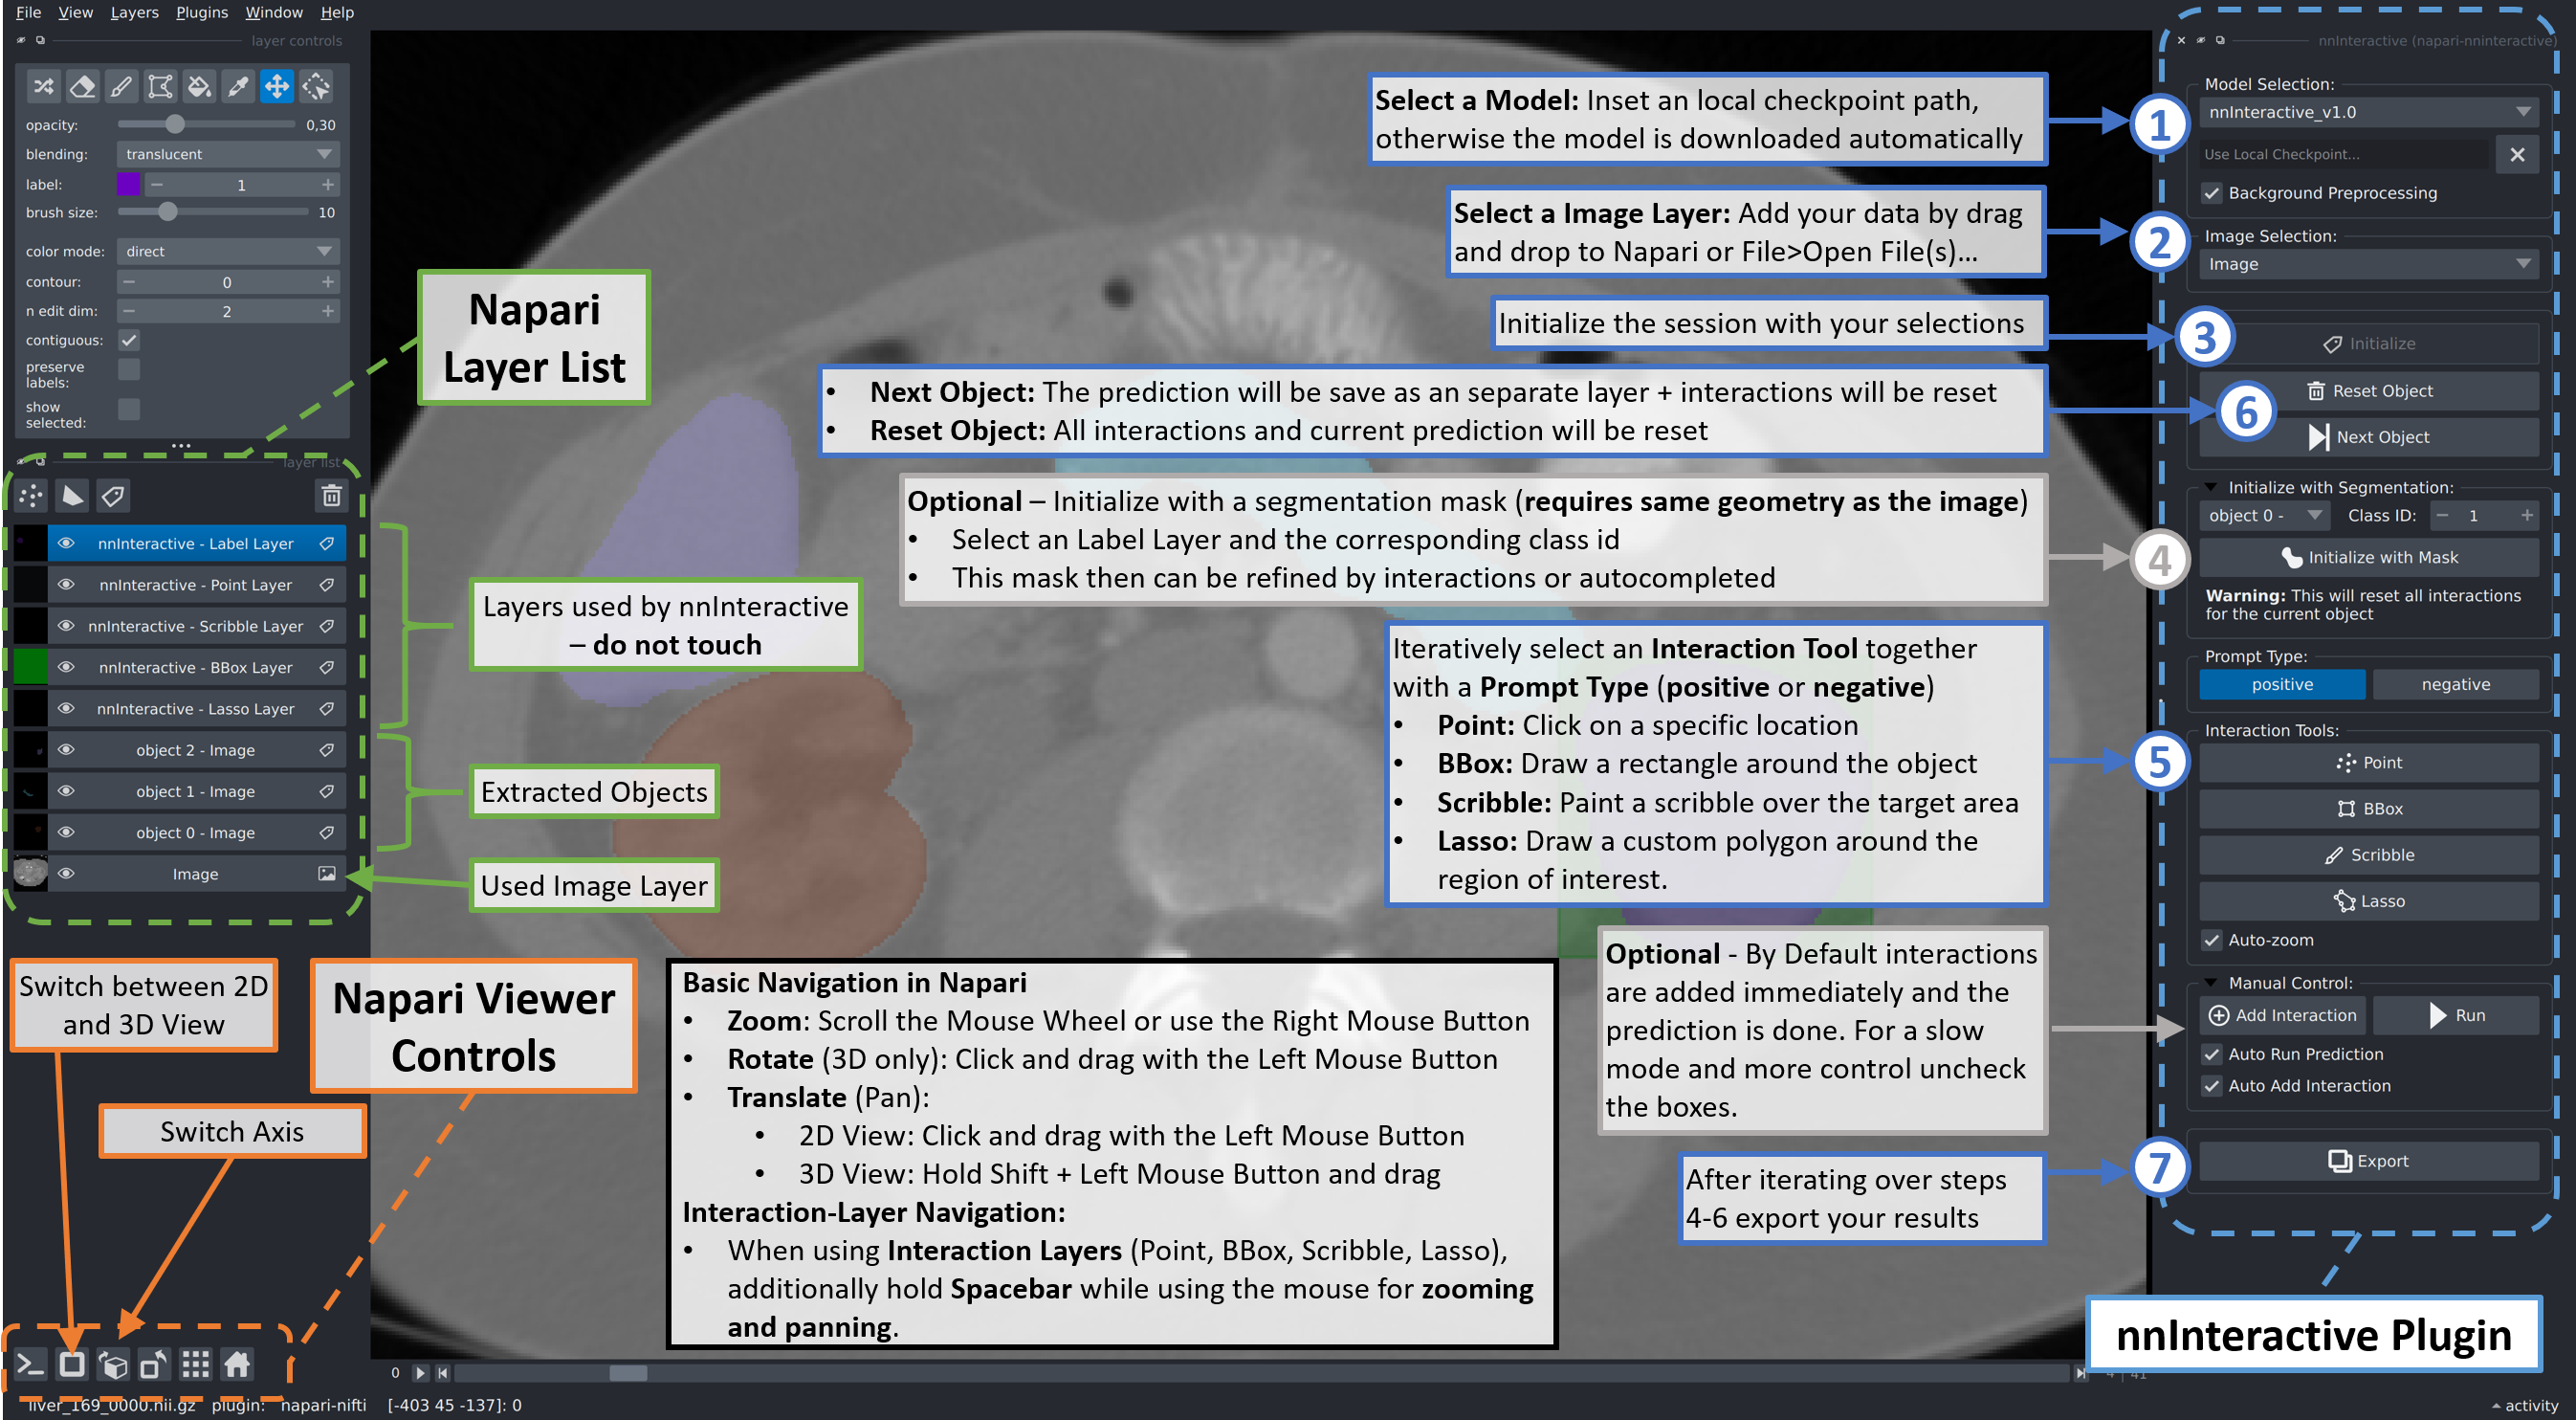 File View Layers Plugins Window Help
layer controls
opacity: 0,30
blending: translucent
label: 1
brush size: 10
color mode: direct
contour: 0
n edit dim: 2
contiguous:
preserve
labels:
show
selected:
layer list
nnInteractive - Label Layer
nnInteractive - Point Layer
nnInteractive - Scribble Layer
nnInteractive - BBox Layer
nnInteractive - Lasso Layer
object 2 - Image
object 1 - Image
object 0 - Image
Image
Napari
Layer List
Layers used by nnInteractive
– do not touch
Extracted Objects
Used Image Layer
Switch between 2D
and 3D View
Napari Viewer
Controls
Switch Axis
Select a Model: Inset an local checkpoint path,
otherwise the model is downloaded automatically
Select a Image Layer: Add your data by drag
and drop to Napari or File>Open File(s)...
Initialize the session with your selections
• Next Object: The prediction will be save as an separate layer + interactions will be reset
• Reset Object: All interactions and current prediction will be reset
Optional – Initialize with a segmentation mask (requires same geometry as the image)
• Select an Label Layer and the corresponding class id
• This mask then can be refined by interactions or autocompleted
Iteratively select an Interaction Tool together
with a Prompt Type (positive or negative)
• Point: Click on a specific location
• BBox: Draw a rectangle around the object
• Scribble: Paint a scribble over the target area
• Lasso: Draw a custom polygon around the
region of interest.
Optional - By Default interactions
are added immediately and the
prediction is done. For a slow
mode and more control uncheck
the boxes.
After iterating over steps
4-6 export your results
Basic Navigation in Napari
• Zoom: Scroll the Mouse Wheel or use the Right Mouse Button
• Rotate (3D only): Click and drag with the Left Mouse Button
• Translate (Pan):
• 2D View: Click and drag with the Left Mouse Button
• 3D View: Hold Shift + Left Mouse Button and drag
Interaction-Layer Navigation:
• When using Interaction Layers (Point, BBox, Scribble, Lasso),
additionally hold Spacebar while using the mouse for zooming
and panning.
nnInteractive (napari-nninteractive)
Model Selection:
1
nnInteractive_v1.0
Use Local Checkpoint...
Background Preprocessing
2
Image Selection:
Image
3
Initialize
Reset Object
6
Next Object
Initialize with Segmentation:
object 0 - Class ID: 1
4
Initialize with Mask
Warning: This will reset all interactions
for the current object
Prompt Type:
positive negative
Interaction Tools:
5
Point
BBox
Scribble
Lasso
Auto-zoom
Manual Control:
Add Interaction Run
Auto Run Prediction
Auto Add Interaction
7
Export
nnInteractive Plugin
0
4 | 41
liver_169_0000.nii.gz plugin: napari-nifti [-403 45 -137]: 0
activity